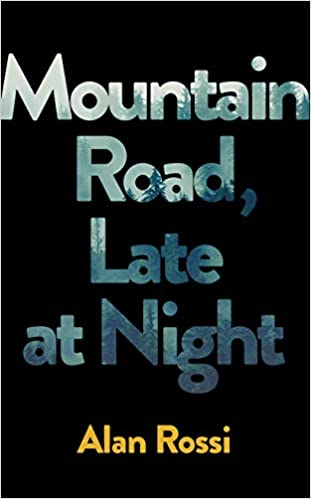 Mountain
Road,
Late
at Night
Alan Rossi